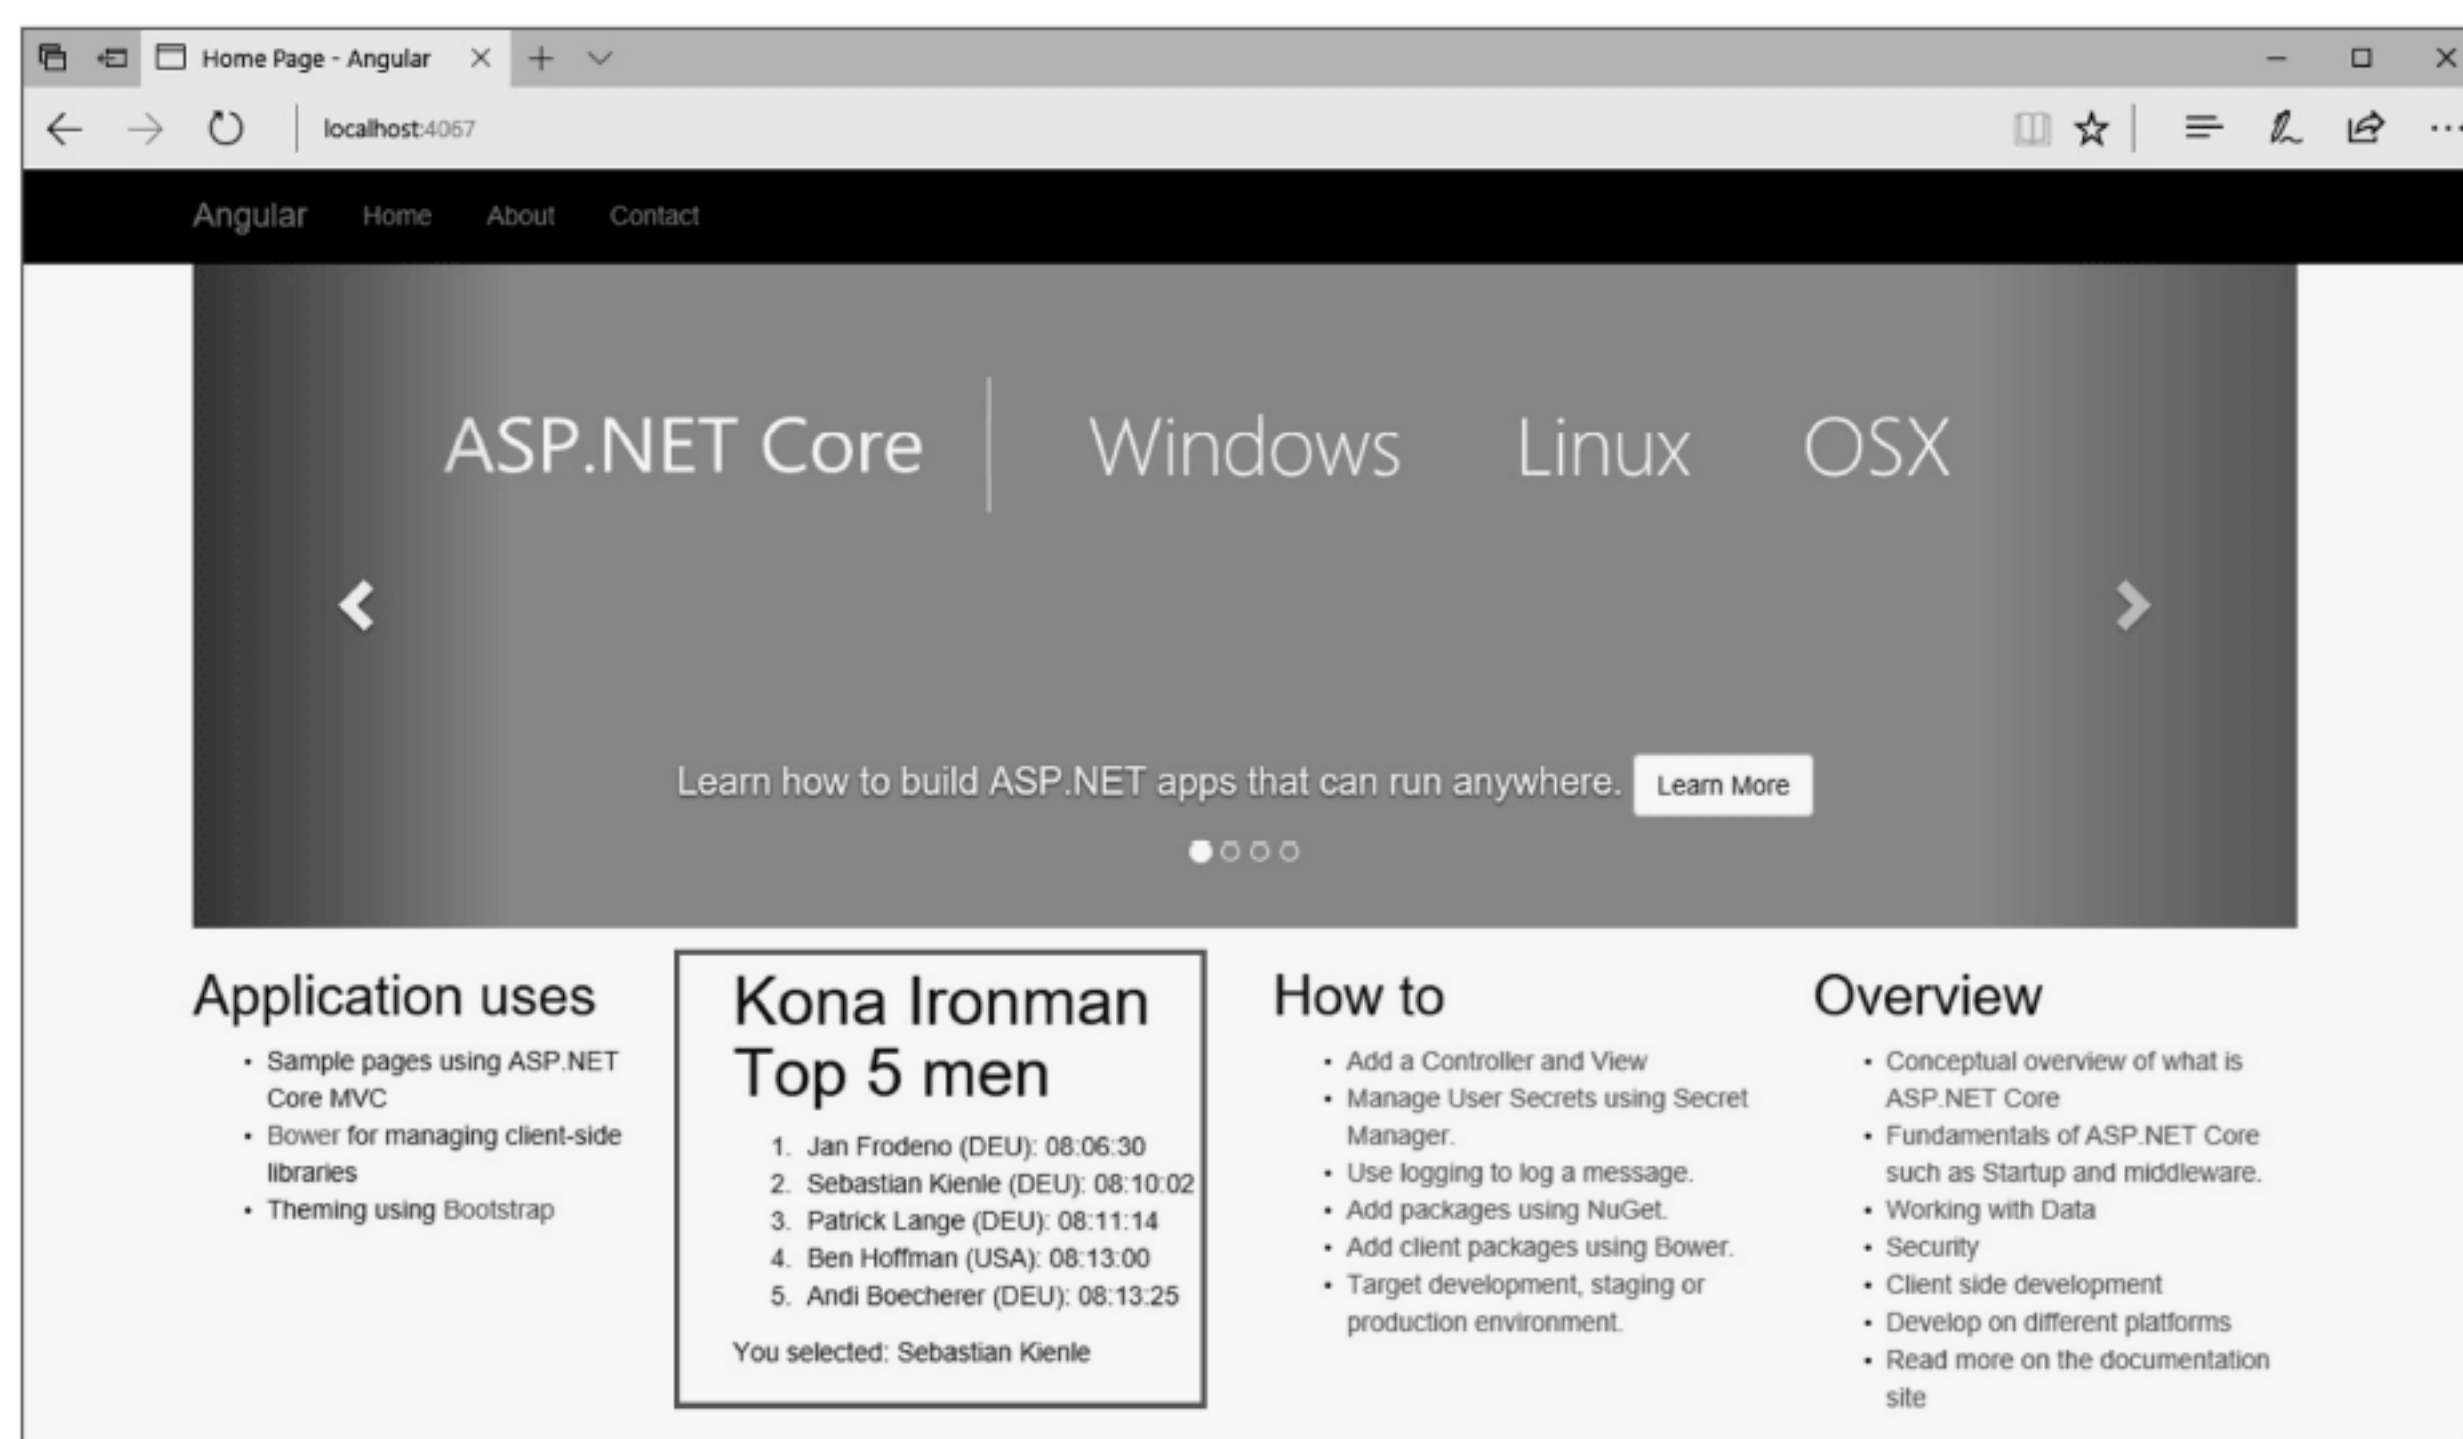 Home Page - Angular
localhost:4067
Angular Home About Contact
ASP.NET Core Windows Linux OSX
Learn how to build ASP.NET apps that can run anywhere. Learn More
Application uses
• Sample pages using ASP.NET
Core MVC
• Bower for managing client-side
libraries
• Theming using Bootstrap
Kona Ironman
Top 5 men
1. Jan Frodeno (DEU): 08:06:30
2. Sebastian Kienle (DEU): 08:10:02
3. Patrick Lange (DEU): 08:11:14
4. Ben Hoffman (USA): 08:13:00
5. Andi Boecherer (DEU): 08:13:25
You selected: Sebastian Kienle
How to
• Add a Controller and View
• Manage User Secrets using Secret
Manager.
• Use logging to log a message.
• Add packages using NuGet.
• Add client packages using Bower.
• Target development, staging or
production environment.
Overview
• Conceptual overview of what is
ASP.NET Core
• Fundamentals of ASP.NET Core
such as Startup and middleware.
• Working with Data
• Security
• Client side development
• Develop on different platforms
• Read more on the documentation
site